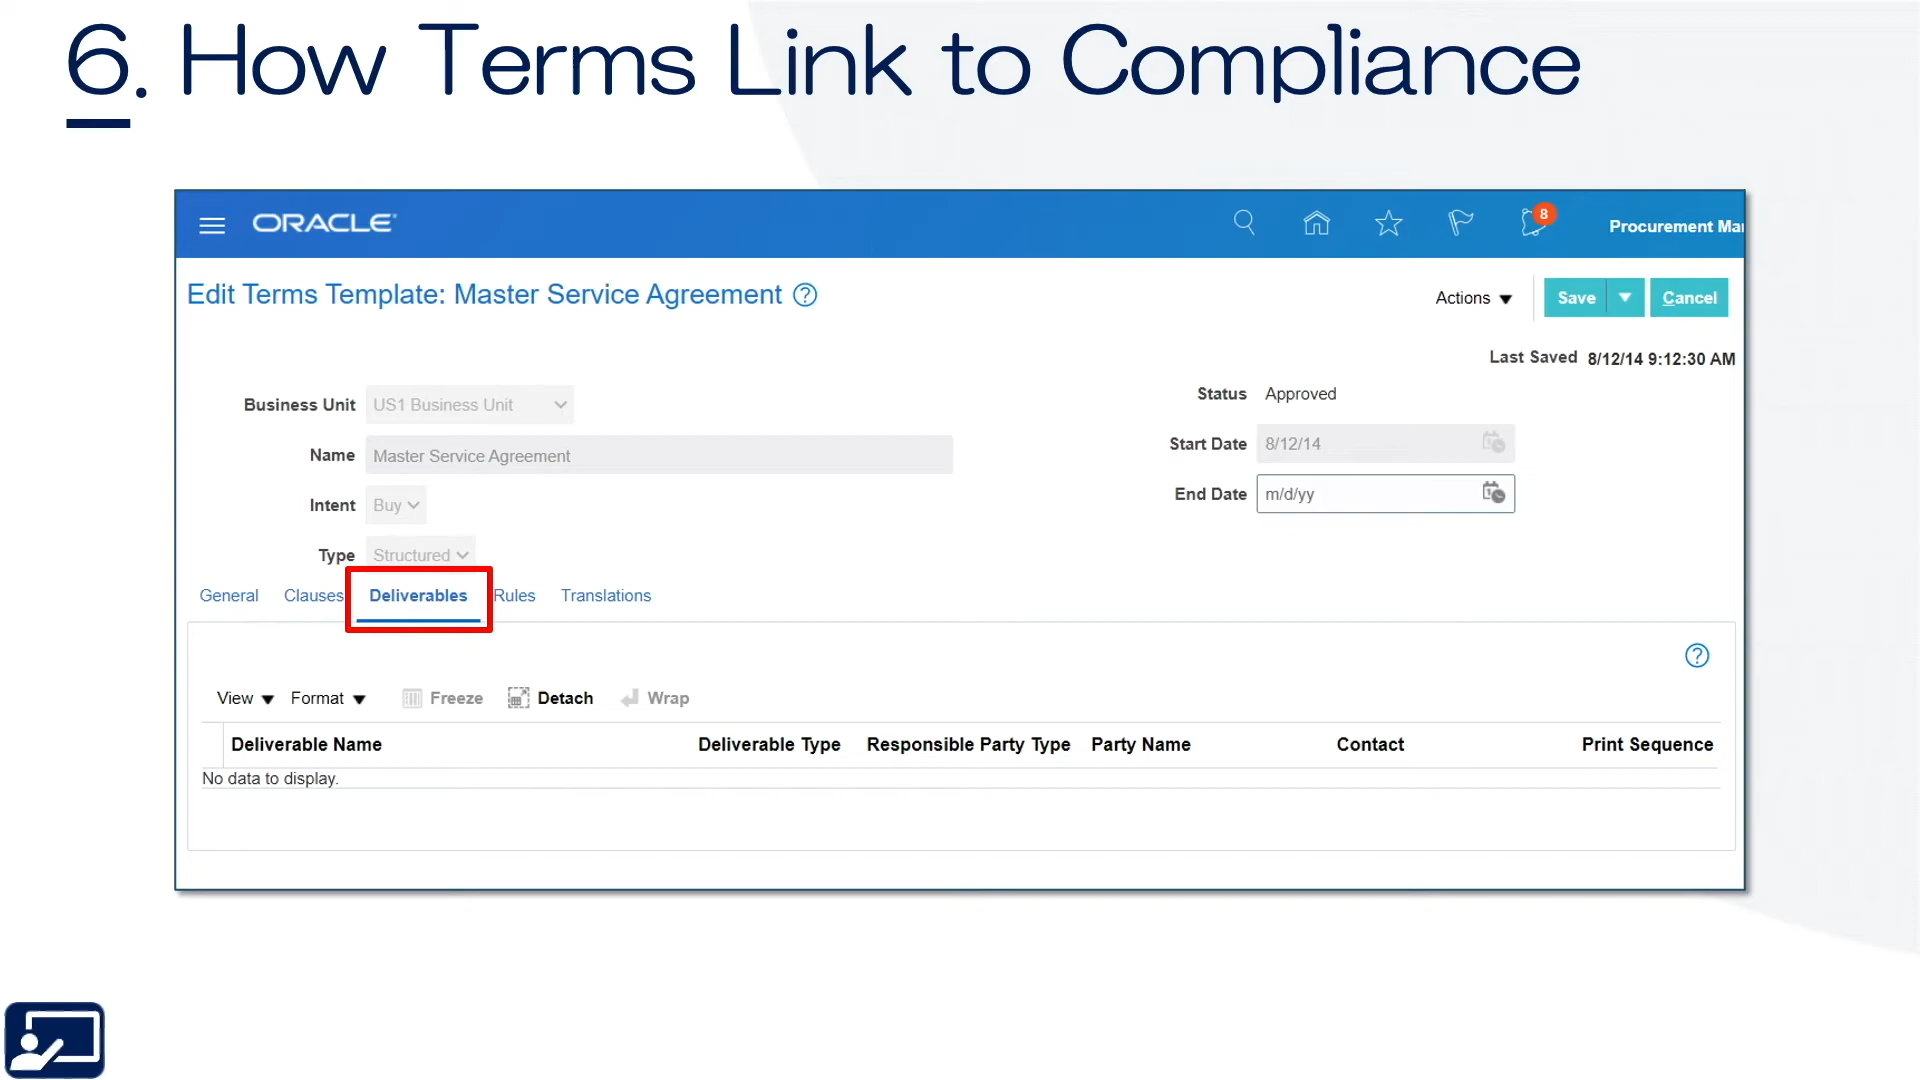 6. How Terms Link to Compliance
ORACLE
8
Edit Terms Template: Master Service Agreement ?
Actions
Save
Cancel
Last Saved 8/12/14 9:12:30 AM
Business Unit US1 Business Unit
Status Approved
Name Master Service Agreement
Start Date 8/12/14
Intent Buy
End Date m/d/yy
Type Structured
General Clauses Deliverables Rules Translations
?
View Format Freeze Detach Wrap
Deliverable Name Deliverable Type Responsible Party Type Party Name Contact Print Sequence
No data to display.
Procurement